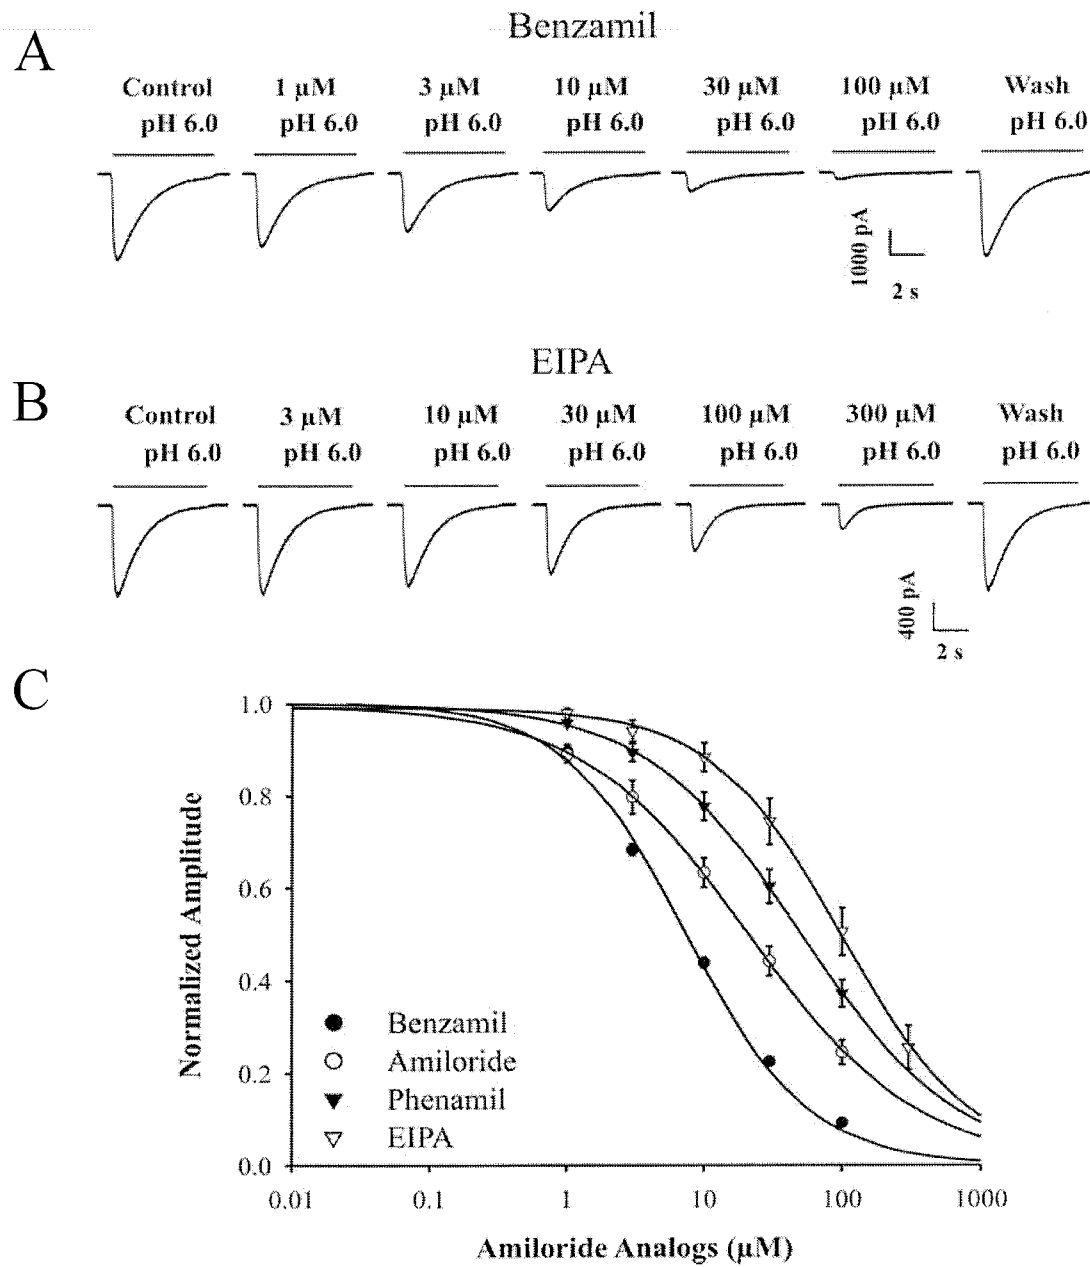 A
Benzamil
Control 1 µM 3 µM 10 µM 30 µM 100 µM Wash
pH 6.0 pH 6.0 pH 6.0 pH 6.0 pH 6.0 pH 6.0 pH 6.0
1000 pA
2 s
B
EIPA
Control 3 µM 10 µM 30 µM 100 µM 300 µM Wash
pH 6.0 pH 6.0 pH 6.0 pH 6.0 pH 6.0 pH 6.0 pH 6.0
400 pA
2 s
C
Normalized Amplitude
1.0
0.8
0.6
0.4
0.2
0.0
Benzamil
Amiloride
Phenamil
EIPA
0.01 0.1 1 10 100 1000
Amiloride Analogs (µM)